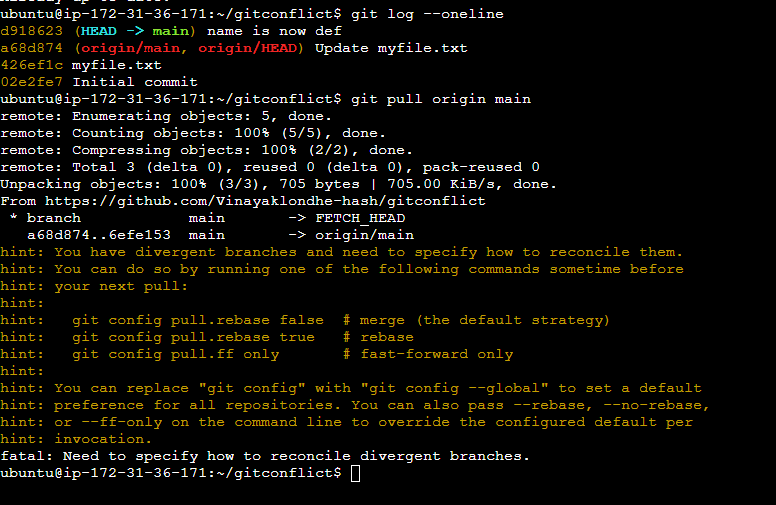 ubuntu@ip-172-31-36-171:~/gitconflict$ git log --oneline
d918623 (HEAD -> main) name is now def
a68d874 (origin/main, origin/HEAD) Update myfile.txt
426ef1c myfile.txt
02e2fe7 Initial commit
ubuntu@ip-172-31-36-171:~/gitconflict$ git pull origin main
remote: Enumerating objects: 5, done.
remote: Counting objects: 100% (5/5), done.
remote: Compressing objects: 100% (2/2), done.
remote: Total 3 (delta 0), reused 0 (delta 0), pack-reused 0
Unpacking objects: 100% (3/3), 705 bytes | 705.00 KiB/s, done.
From https://github.com/Vinayaklondhe-hash/gitconflict
 * branch            main       -> FETCH_HEAD
   a68d874..6efe153  main       -> origin/main
hint: You have divergent branches and need to specify how to reconcile them.
hint: You can do so by running one of the following commands sometime before
hint: your next pull:
hint:
hint:   git config pull.rebase false  # merge (the default strategy)
hint:   git config pull.rebase true   # rebase
hint:   git config pull.ff only       # fast-forward only
hint:
hint: You can replace "git config" with "git config --global" to set a default
hint: preference for all repositories. You can also pass --rebase, --no-rebase,
hint: or --ff-only on the command line to override the configured default per
hint: invocation.
fatal: Need to specify how to reconcile divergent branches.
ubuntu@ip-172-31-36-171:~/gitconflict$